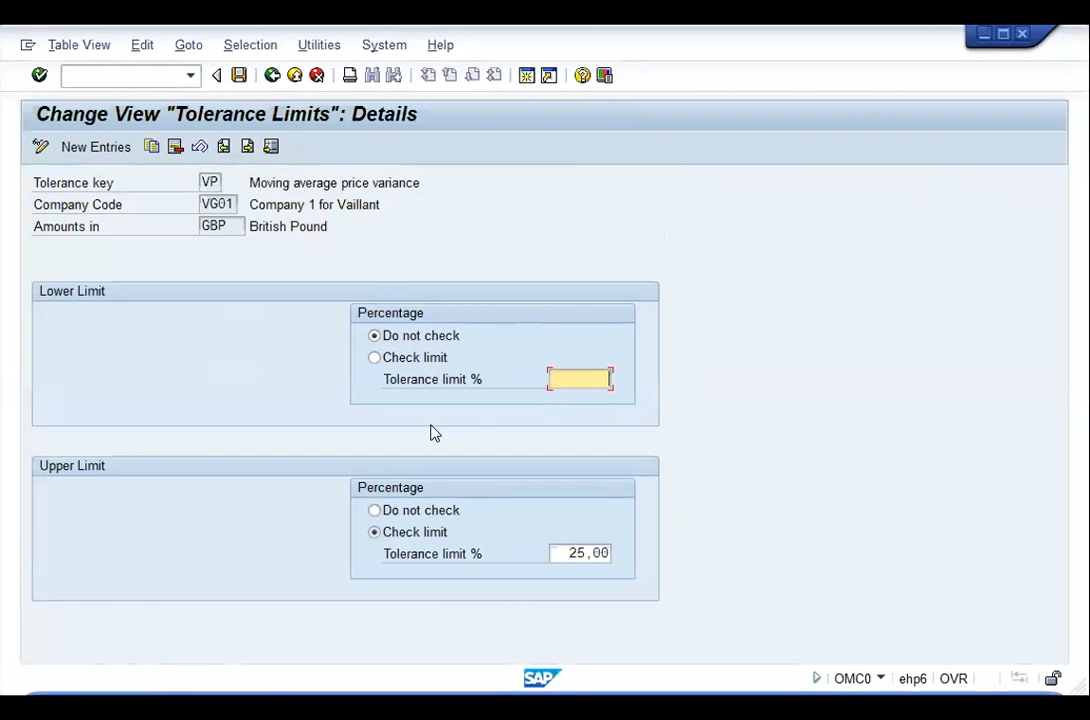 Table View Edit Goto Selection Utilities System Help
Change View "Tolerance Limits": Details
New Entries
Tolerance key VP Moving average price variance
Company Code VG01 Company 1 for Vaillant
Amounts in GBP British Pound
Lower Limit
Percentage
Do not check
Check limit
Tolerance limit %
Upper Limit
Percentage
Do not check
Check limit
Tolerance limit % 25,00
SAP OMC0 ehp6 OVR